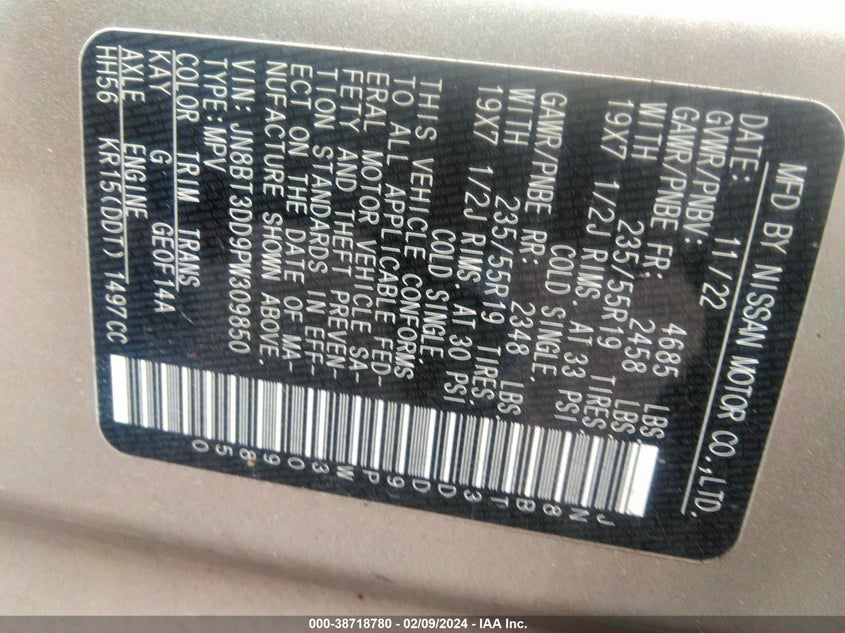 MFD BY NISSAN MOTOR CO.,LTD.
DATE: 11/22
GVWR/PNBV: 4685 LBS.
GAWR/PNBE FR: 2458 LBS.
WITH 235/55R19 TIRES,
19X7 1/2J RIMS. AT 33 PSI
COLD SINGLE.
GAWR/PNBE RR: 2348 LBS.
WITH 235/55R19 TIRES,
19X7 1/2J RIMS. AT 30 PSI
COLD SINGLE
THIS VEHICLE CONFORMS
TO ALL APPLICABLE FED-
ERAL MOTOR VEHICLE SA-
FETY AND THEFT PREVEN-
TION STANDARDS IN EFF-
ECT ON THE DATE OF MA-
NUFACTURE SHOWN ABOVE.
VIN: JN8BT3DD9PW309850
TYPE: MPV
COLOR TRIM TRANS
KAY G GE0F14A
AXLE ENGINE
HH56 KR15(DDT) 1497CC
JN8BT3DD9PW309850
000-38718780 - 02/09/2024 - IAA Inc.